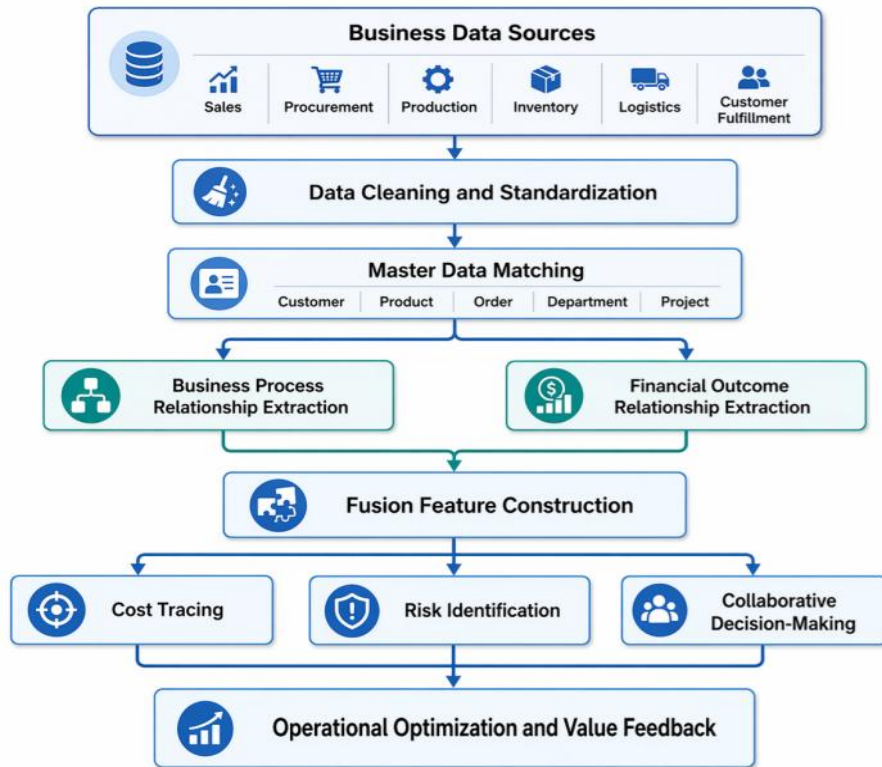 Business Data Sources
Sales
Procurement
Production
Inventory
Logistics
Customer
Fulfillment
Data Cleaning and Standardization
Master Data Matching
Customer
Product
Order
Department
Project
Business Process
Relationship Extraction
Financial Outcome
Relationship Extraction
Fusion Feature Construction
Cost Tracing
Risk Identification
Collaborative
Decision-Making
Operational Optimization and Value Feedback